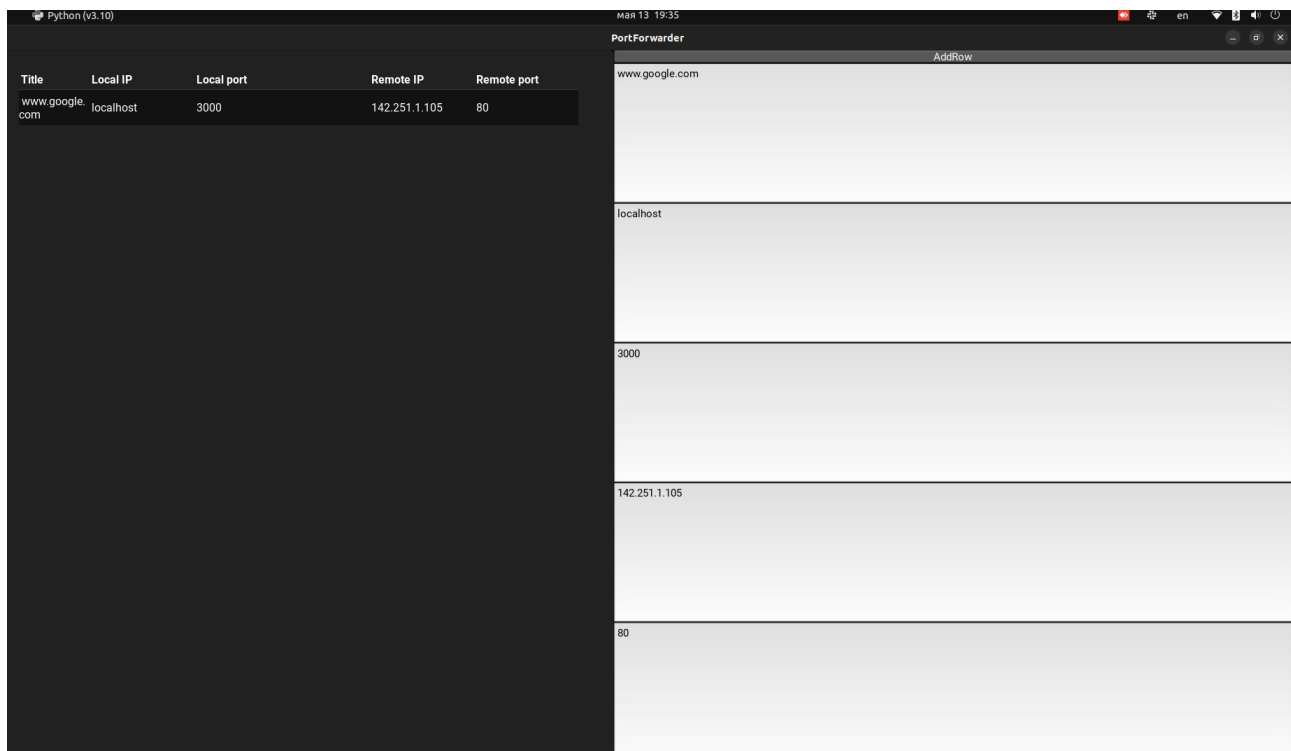 Python (v3.10)
мая 13 19:35
en
PortForwarder
Title Local IP Local port Remote IP Remote port
www.google.
com
localhost 3000 142.251.1.105 80
AddRow
www.google.com
localhost
3000
142.251.1.105
80